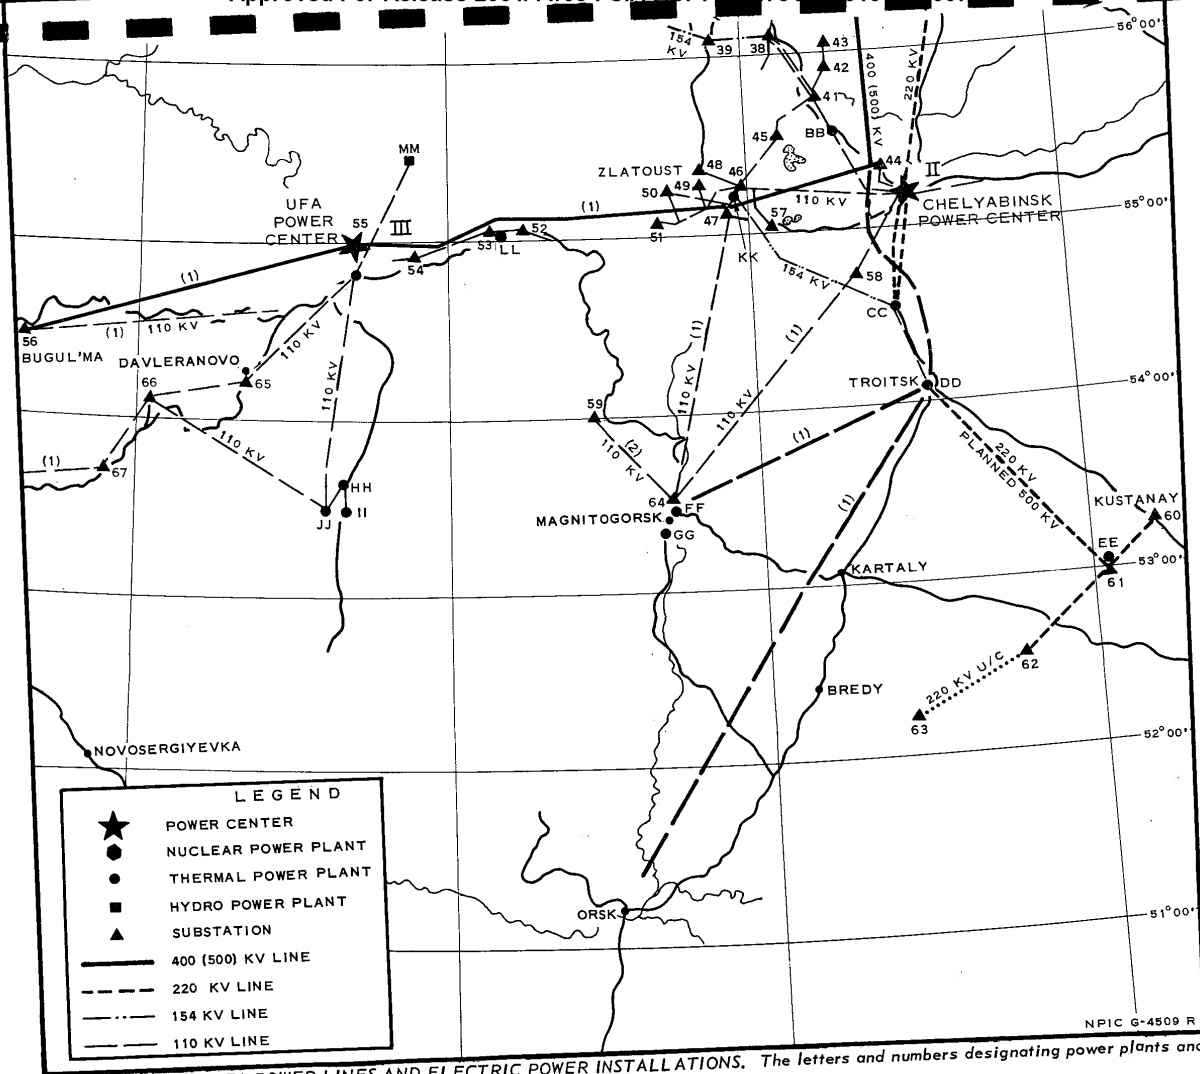 Approved For Release
56°00'
154
KV
39
38
43
42
41
400 (500) KV
220 KV
45
BB
MM
44
II
ZLATOUST
48
46
49
50
110 KV
CHELYABINSK
POWER CENTER
55°00'
UFA
POWER
CENTER
55
III
(1)
57
47
51
53
52
LL
54
KK
154 KV
58
(1)
(1)
(1)
CC
56
BUGUL'MA
(1)
110 KV
110 KV
DAVLERANOVO
65
66
110 KV
110 KV
110 KV
TROITSK
DD
54°00'
59
(2)
110 KV
(1)
110 KV
(1)
67
220 KV
PLANNED 500 KV
HH
II
JJ
64
FF
MAGNITOGORSK
GG
(1)
KUSTANAY
60
EE
61
53°00'
KARTALY
220 KV U/C
62
63
BREDY
52°00'
NOVOSERGIYEVKA
LEGEND
POWER CENTER
NUCLEAR POWER PLANT
THERMAL POWER PLANT
HYDRO POWER PLANT
SUBSTATION
400 (500) KV LINE
220 KV LINE
154 KV LINE
110 KV LINE
ORSK
51°00'
NPIC G-4509 R
POWER LINES AND ELECTRIC POWER INSTALLATIONS. The letters and numbers designating power plants and